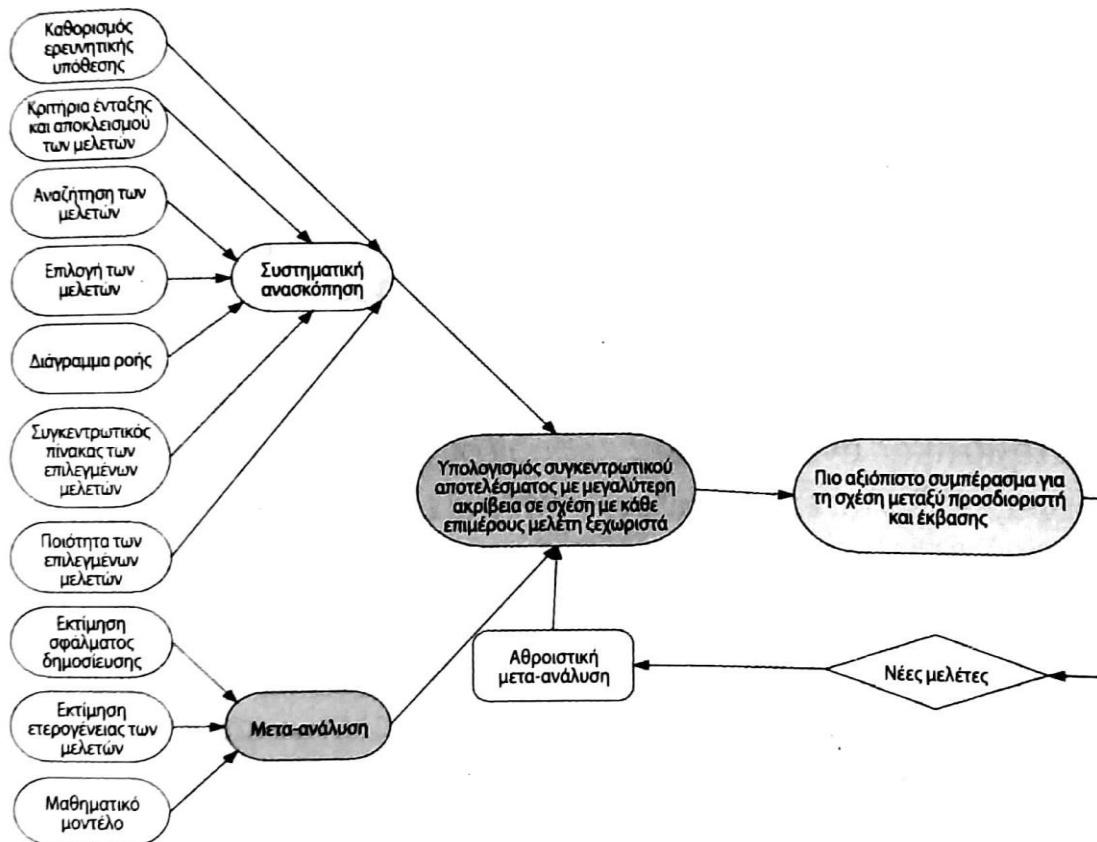 Καθορισμός
ερευνητικής
υπόθεσης
Κριτήρια ένταξης
και αποκλεισμού
των μελετών
Αναζήτηση των
μελετών
Επιλογή των
μελετών
Διάγραμμα ροής
Συγκεντρωτικός
πίνακας των
επιλεγμένων
μελετών
Ποιότητα των
επιλεγμένων
μελετών
Εκτίμηση
σφάλματος
δημοσίευσης
Εκτίμηση
ετερογένειας των
μελετών
Μαθηματικό
μοντέλο
Συστηματική
ανασκόπηση
Μετα-ανάλυση
Υπολογισμός συγκεντρωτικού
αποτελέσματος με μεγαλύτερη
ακρίβεια σε σχέση με κάθε
επιμέρους μελέτη ξεχωριστά
Πιο αξιόπιστο συμπέρασμα για
τη σχέση μεταξύ προσδιοριστή
και έκβασης
Αθροιστική
μετα-ανάλυση
Νέες μελέτες